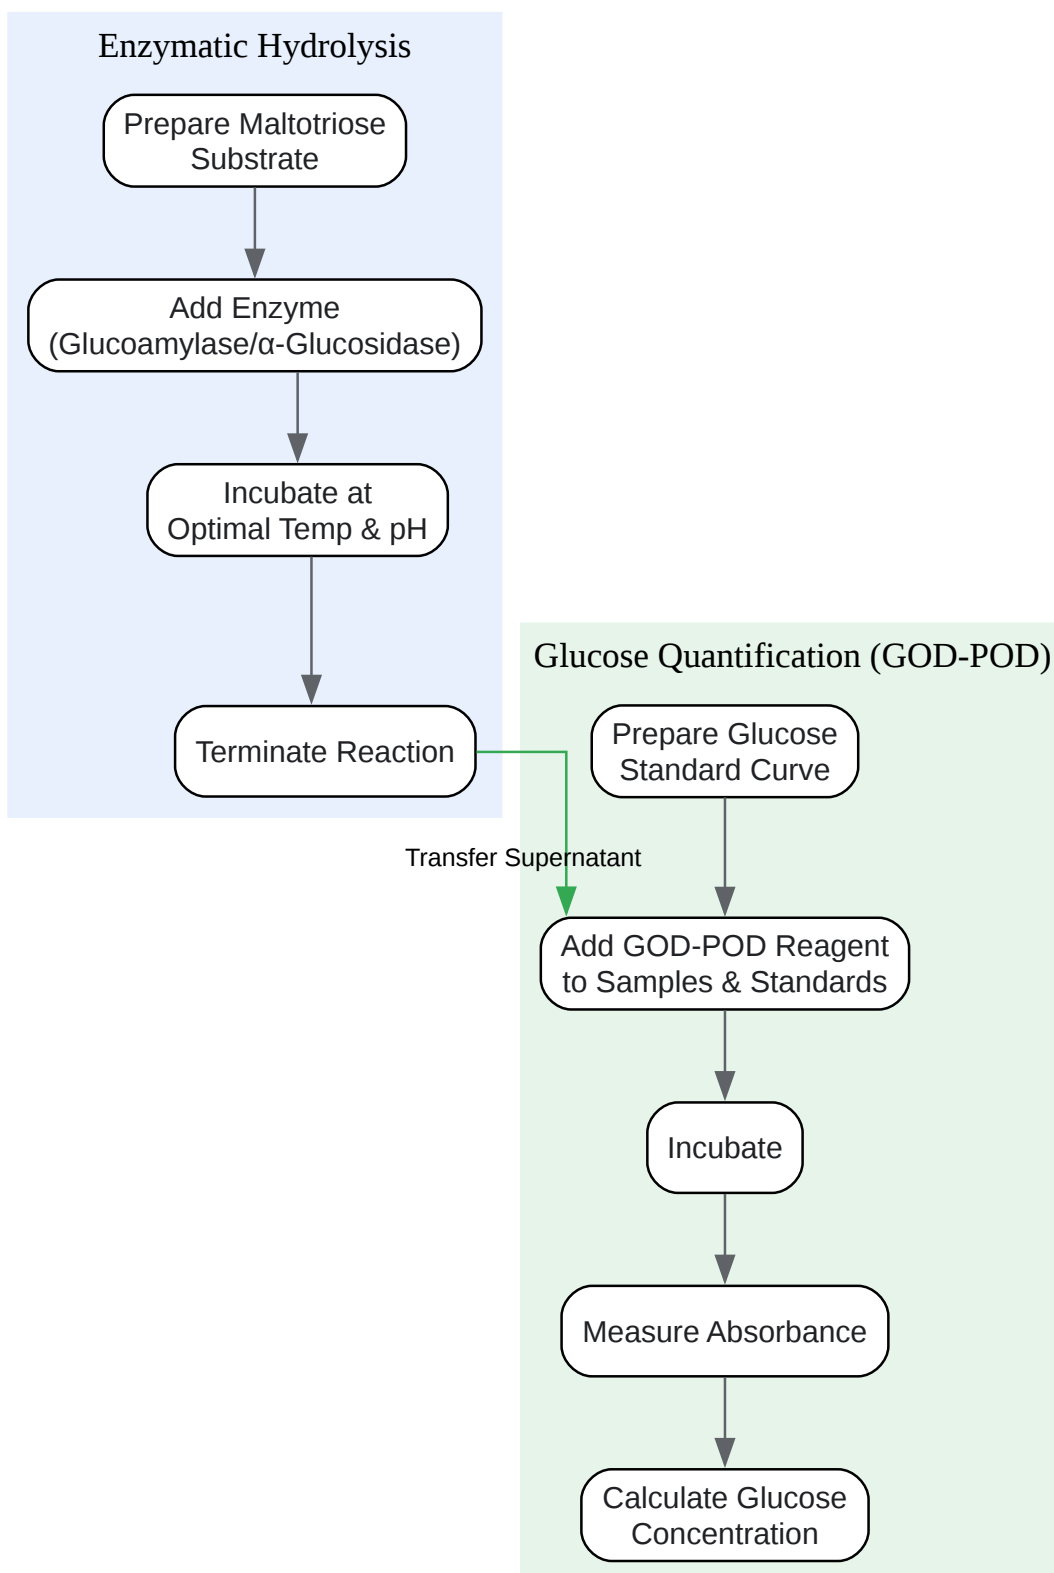 Enzymatic Hydrolysis
Prepare Maltotriose
Substrate
Add Enzyme
(Glucoamylase/α-Glucosidase)
Incubate at
Optimal Temp & pH
Terminate Reaction
Transfer Supernatant
Glucose Quantification (GOD-POD)
Prepare Glucose
Standard Curve
Add GOD-POD Reagent
to Samples & Standards
Incubate
Measure Absorbance
Calculate Glucose
Concentration